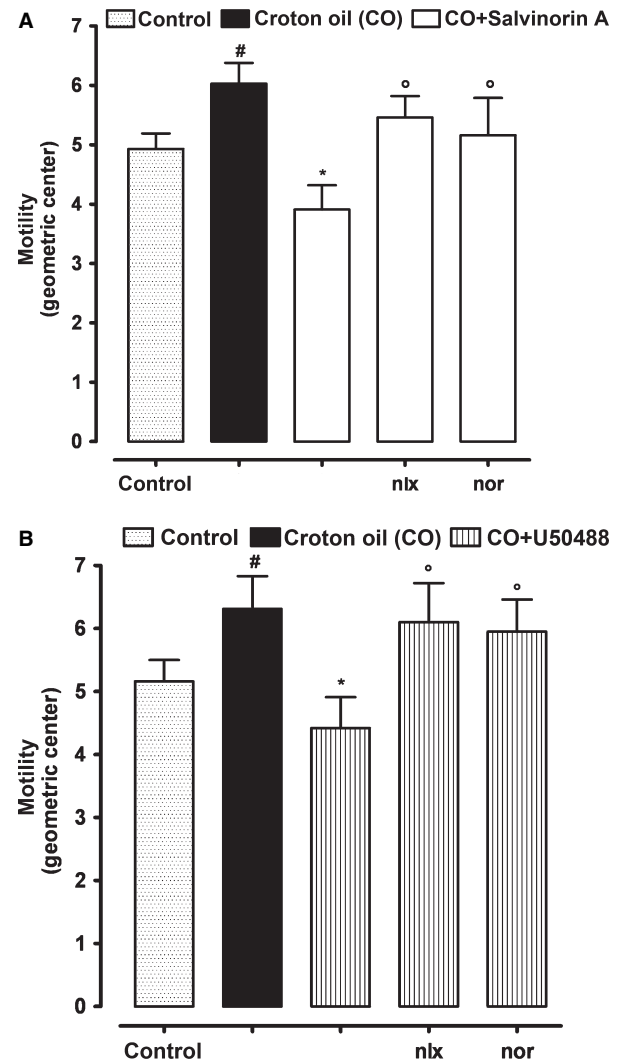 A
Control Croton oil (CO) CO+Salvinorin A
Motility
(geometric center)
7
6
5
4
3
2
1
0
#
*
°
°
Control nlx nor
B
Control Croton oil (CO) CO+U50488
Motility
(geometric center)
7
6
5
4
3
2
1
0
#
*
°
°
Control nlx nor